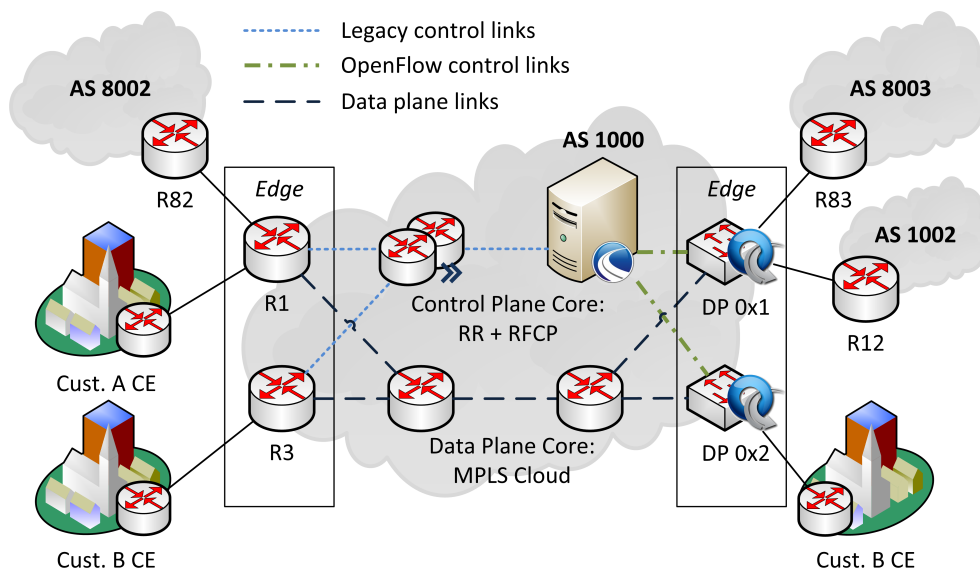 Legacy control links
OpenFlow control links
Data plane links
AS 8002
AS 8003
AS 1000
AS 1002
Edge
Edge
R82
R83
R1
DP 0x1
R12
Control Plane Core:
RR + RFCP
Cust. A CE
R3
DP 0x2
Data Plane Core:
MPLS Cloud
Cust. B CE
Cust. B CE